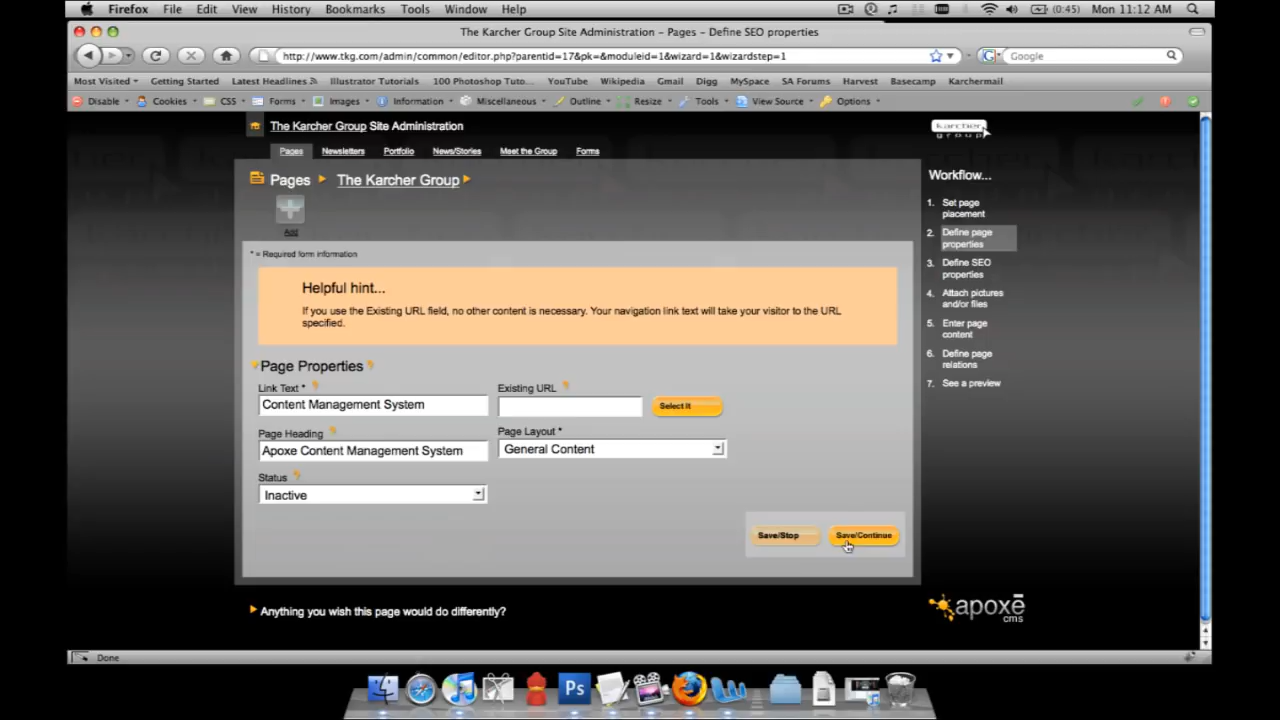 Firefox File Edit View History Bookmarks Tools Window Help (0:45) Mon 11:12 AM
The Karcher Group Site Administration - Pages - Define SEO properties
http://www.tkg.com/admin/common/editor.php?parentid=17&pk=&moduleid=1&wizard=1&wizardstep=1 Google
Most Visited Getting Started Latest Headlines Illustrator Tutorials 100 Photoshop Tuto... YouTube Wikipedia Gmail Digg MySpace SA Forums Harvest Basecamp Karchermail
Disable Cookies CSS Forms Images Information Miscellaneous Outline Resize Tools View Source Options
The Karcher Group Site Administration
karcher
group
Pages Newsletters Portfolio News/Stories Meet the Group Forms
Pages The Karcher Group
Add
* = Required form information
Helpful hint...
If you use the Existing URL field, no other content is necessary. Your navigation link text will take your visitor to the URL
specified.
Page Properties
Link Text *
Existing URL
Content Management System
Select It
Page Heading
Page Layout *
Apoxe Content Management System
General Content
Status
Inactive
Save/Stop Save/Continue
Anything you wish this page would do differently?
Workflow...
1. Set page
placement
2. Define page
properties
3. Define SEO
properties
4. Attach pictures
and/or files
5. Enter page
content
6. Define page
relations
7. See a preview
apoxē
cms
Done
Ps